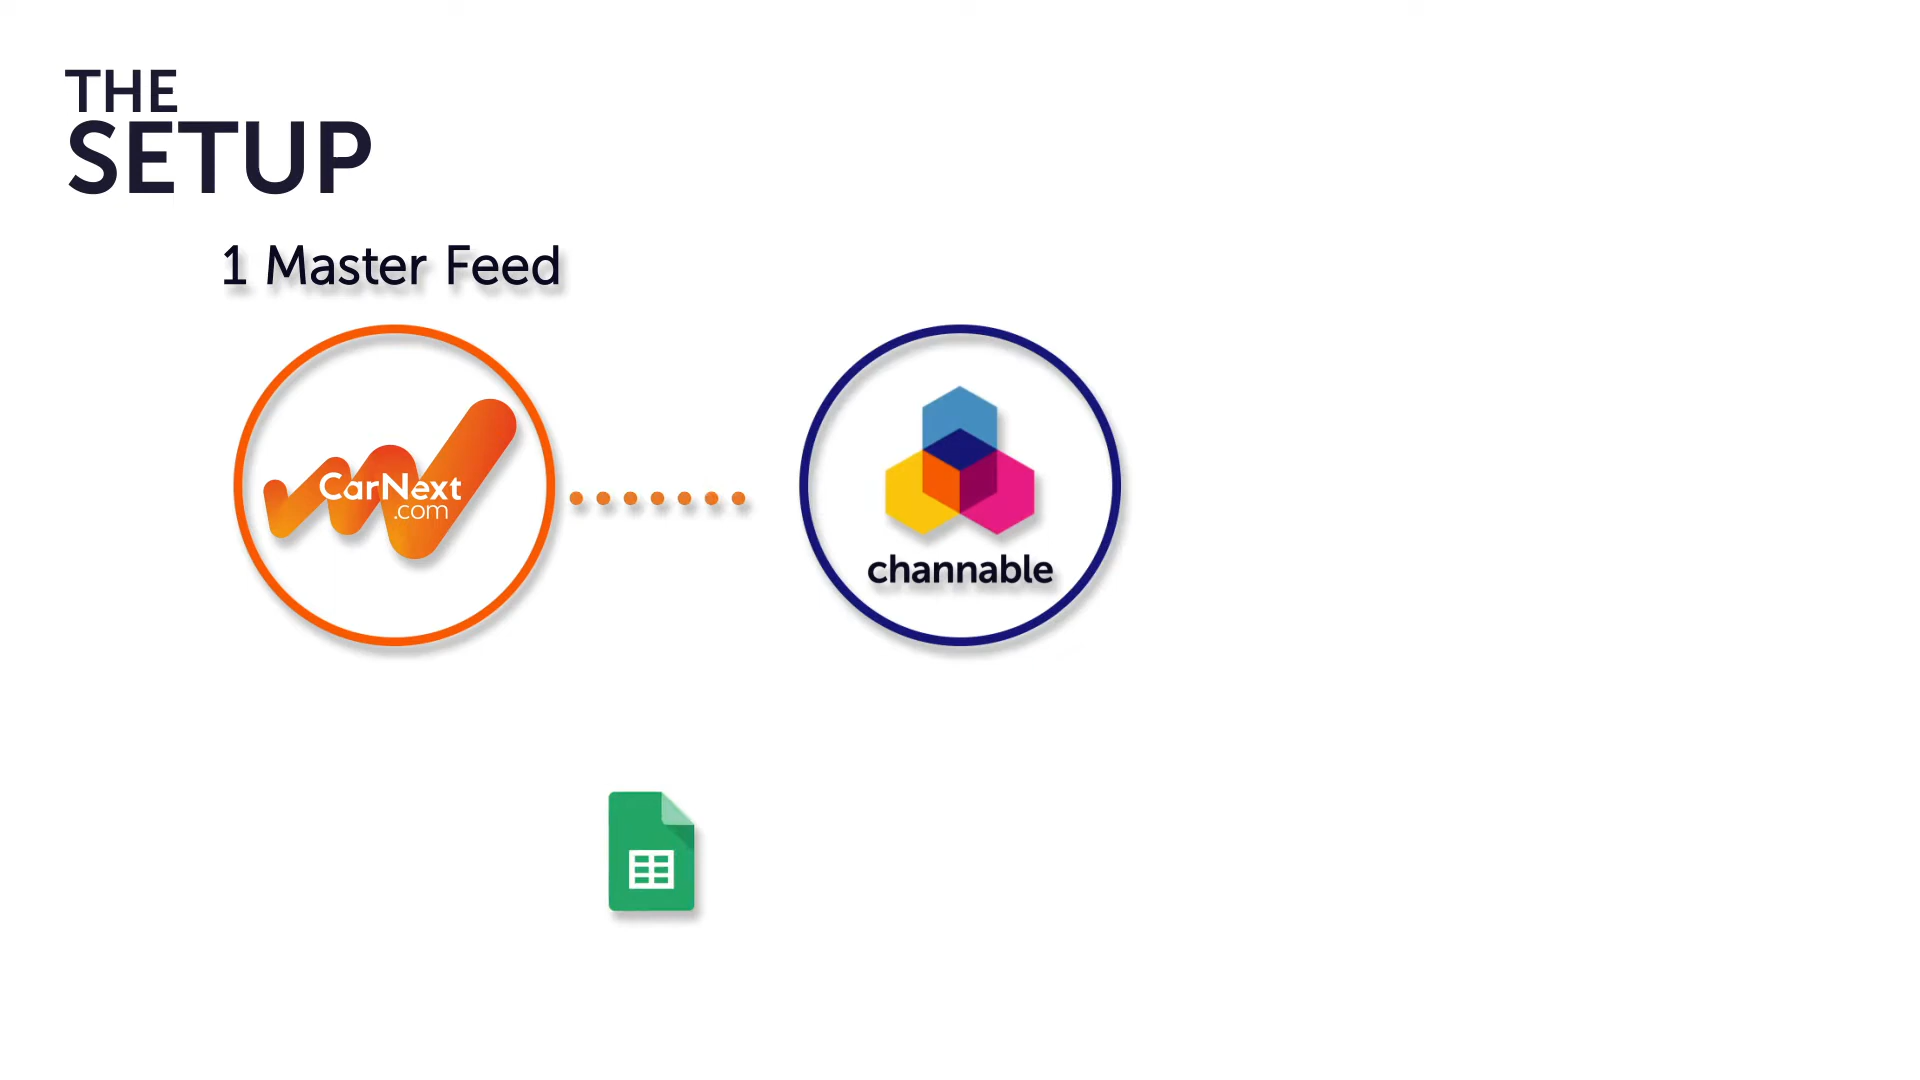 THE
SETUP
1 Master Feed
CarNext
.com
channable